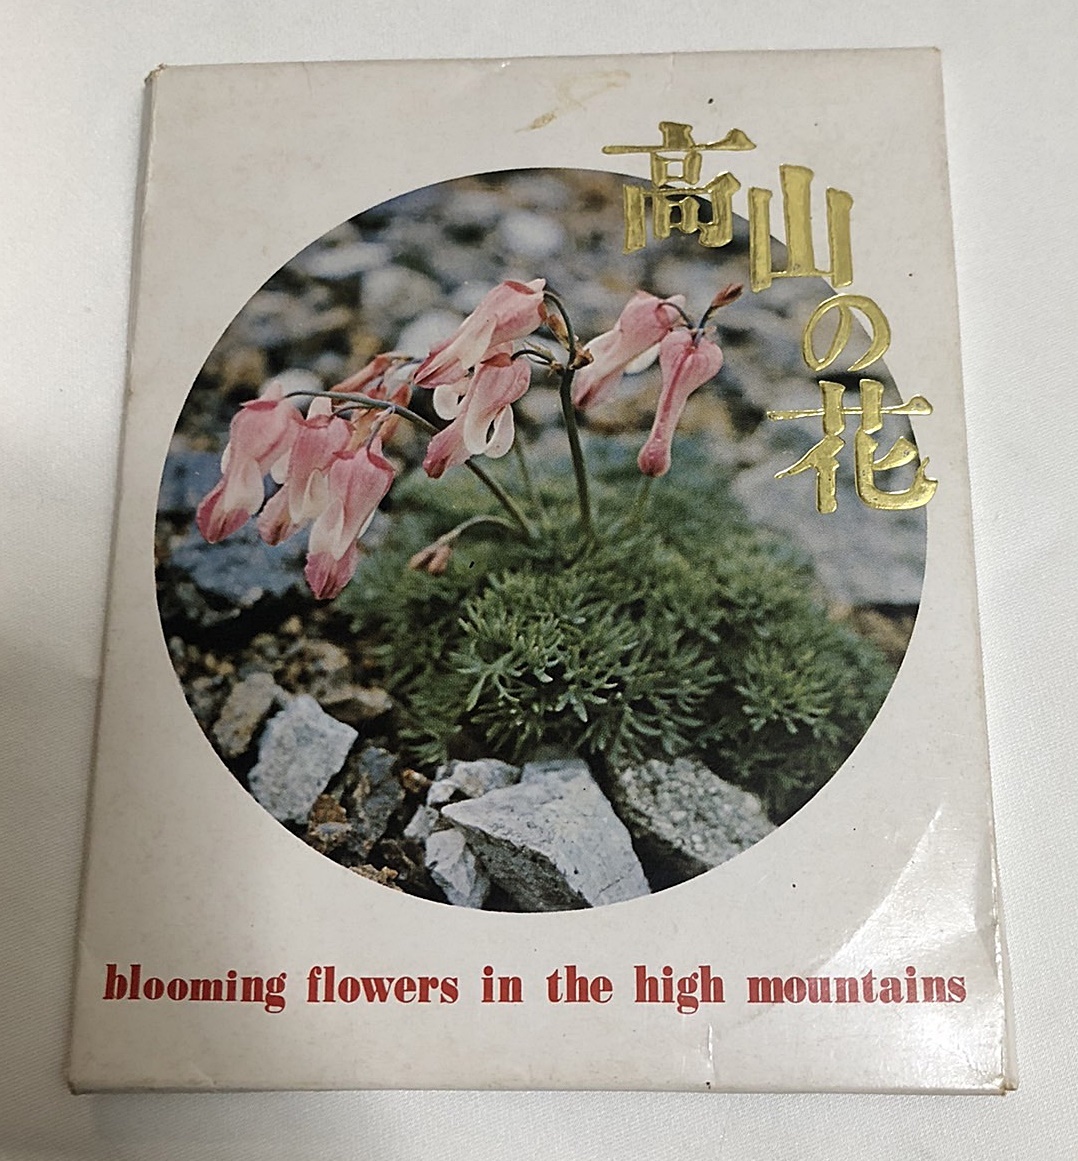 高山の花
blooming flowers in the high mountains